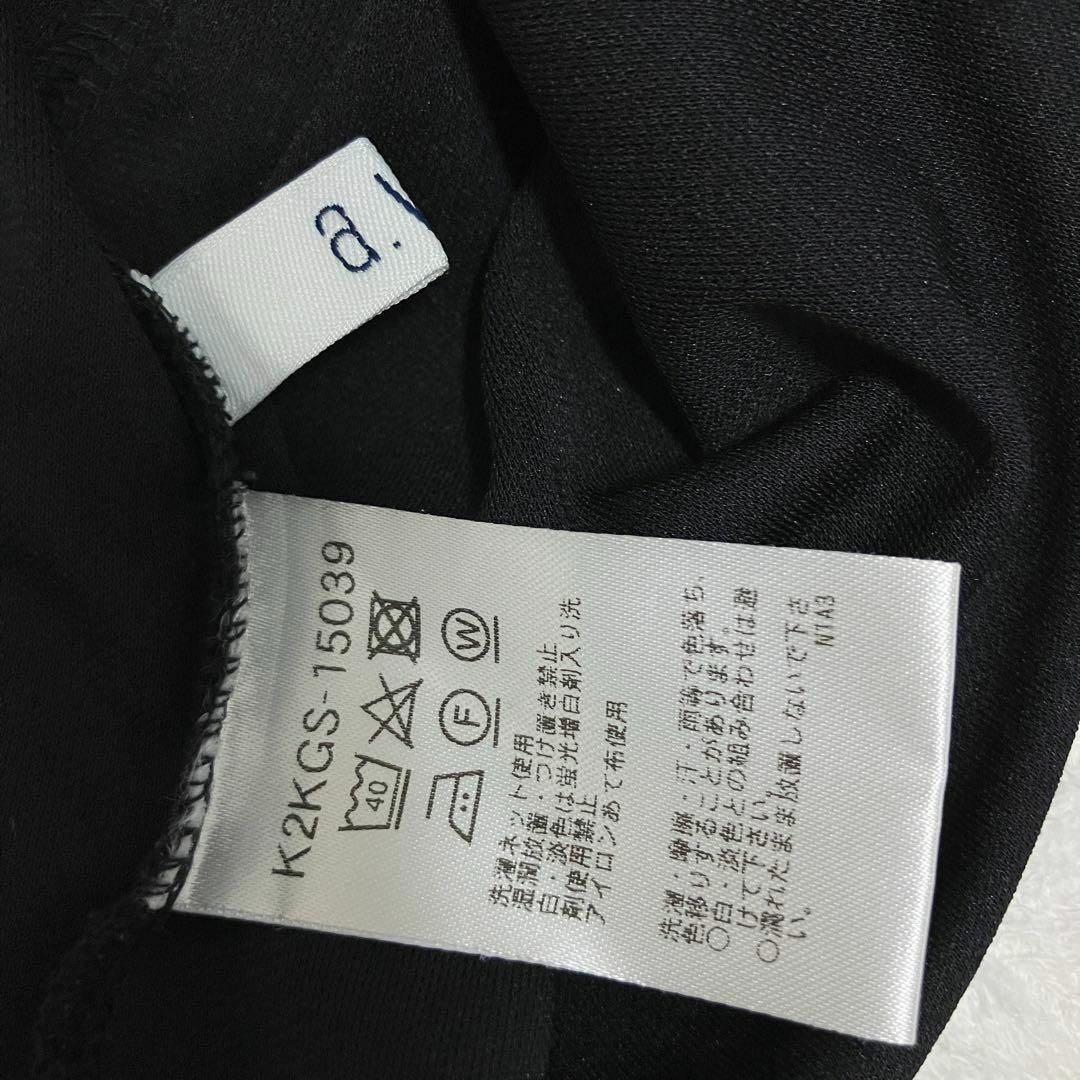 a.
K2KGS-15039
40
F
W
洗濯ネット使用
湿潤放置・つけ置き禁止
白・淡色は蛍光増白剤入り洗
剤使用禁止
アイロンあて布使用
洗濯・摩擦・汗・雨等で色落ち、
色移りすることがあります。
○白・淡色との組み合わせは避
けて下さい。
○濡れたまま放置しないで下さ
い。
N1A3